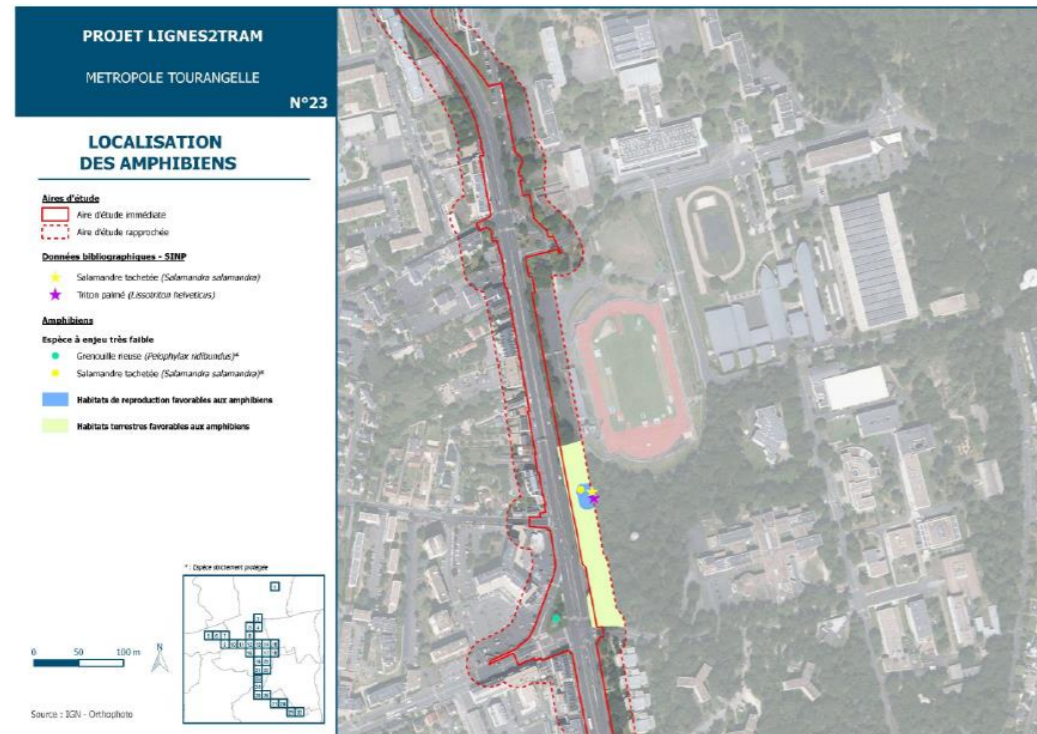 PROJET LIGNES2TRAM
METROPOLE TOURANGELLE
N°23
LOCALISATION
DES AMPHIBIENS
Aires d'étude
Aire d'étude immédiate
Aire d'étude rapprochée
Données bibliographiques - SINP
Salamandre tachetée (Salamandra salamandra)
Triton palmé (Lissotriton helveticus)
Amphibiens
Espèce à enjeu très faible
Grenouille rieuse (Pelophylax ridibundus)*
Salamandre tachetée (Salamandra salamandra)*
Habitats de reproduction favorables aux amphibiens
Habitats terrestres favorables aux amphibiens
* : Espèce strictement protégée
0 50 100 m
N
Source : IGN - Orthophoto